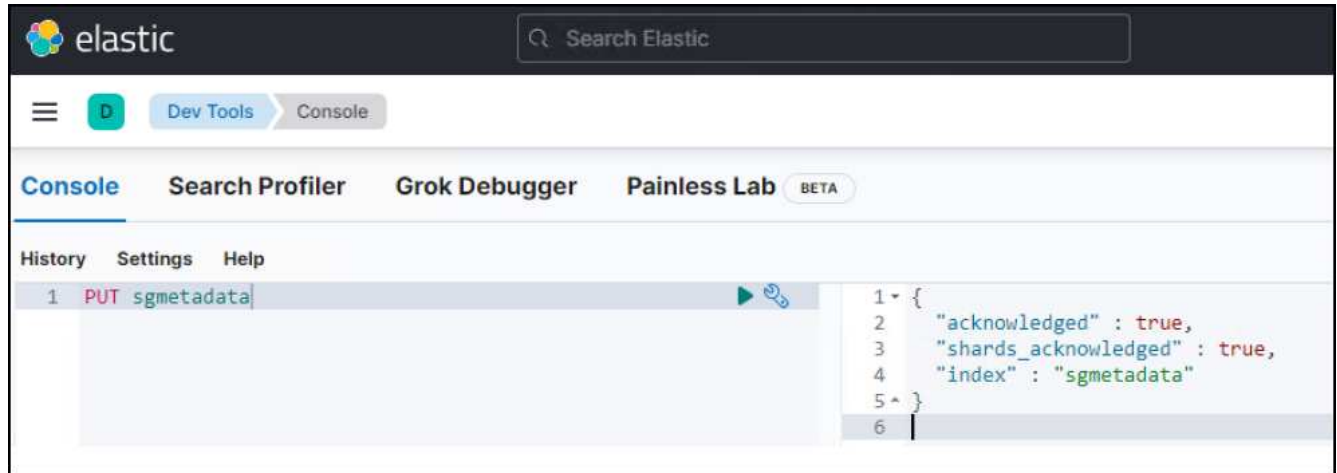 elastic
Search Elastic
D
Dev Tools
Console
Console
Search Profiler
Grok Debugger
Painless Lab
BETA
History
Settings
Help
1 PUT sgmetadata
1 {
2 "acknowledged" : true,
3 "shards_acknowledged" : true,
4 "index" : "sgmetadata"
5 }
6